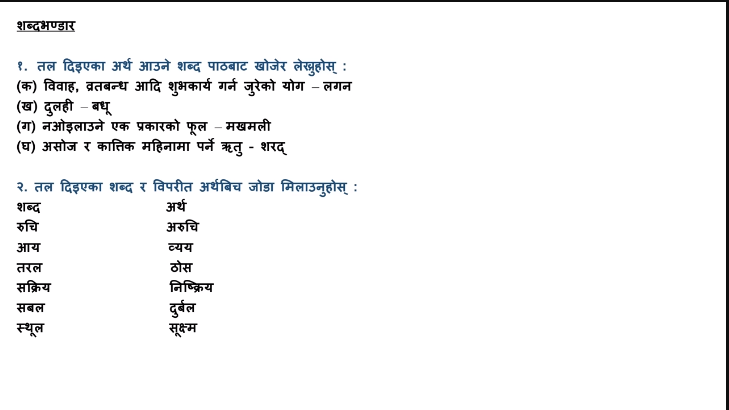 शब्दभण्डार
१. तल दिइएका अर्थ आउने शब्द पाठबाट खोजेर लेख्नुहोस् :
(क) विवाह, व्रतबन्ध आदि शुभकार्य गर्न जुरेको योग – लगन
(ख) दुलही – बधू
(ग) नओइलाउने एक प्रकारको फूल – मखमली
(घ) असोज र कात्तिक महिनामा पर्ने ऋतु - शरद्
२. तल दिइएका शब्द र विपरीत अर्थबिच जोडा मिलाउनुहोस् :
शब्द अर्थ
रुचि अरुचि
आय व्यय
तरल ठोस
सक्रिय निष्क्रिय
सबल दुर्बल
स्थूल सूक्ष्म